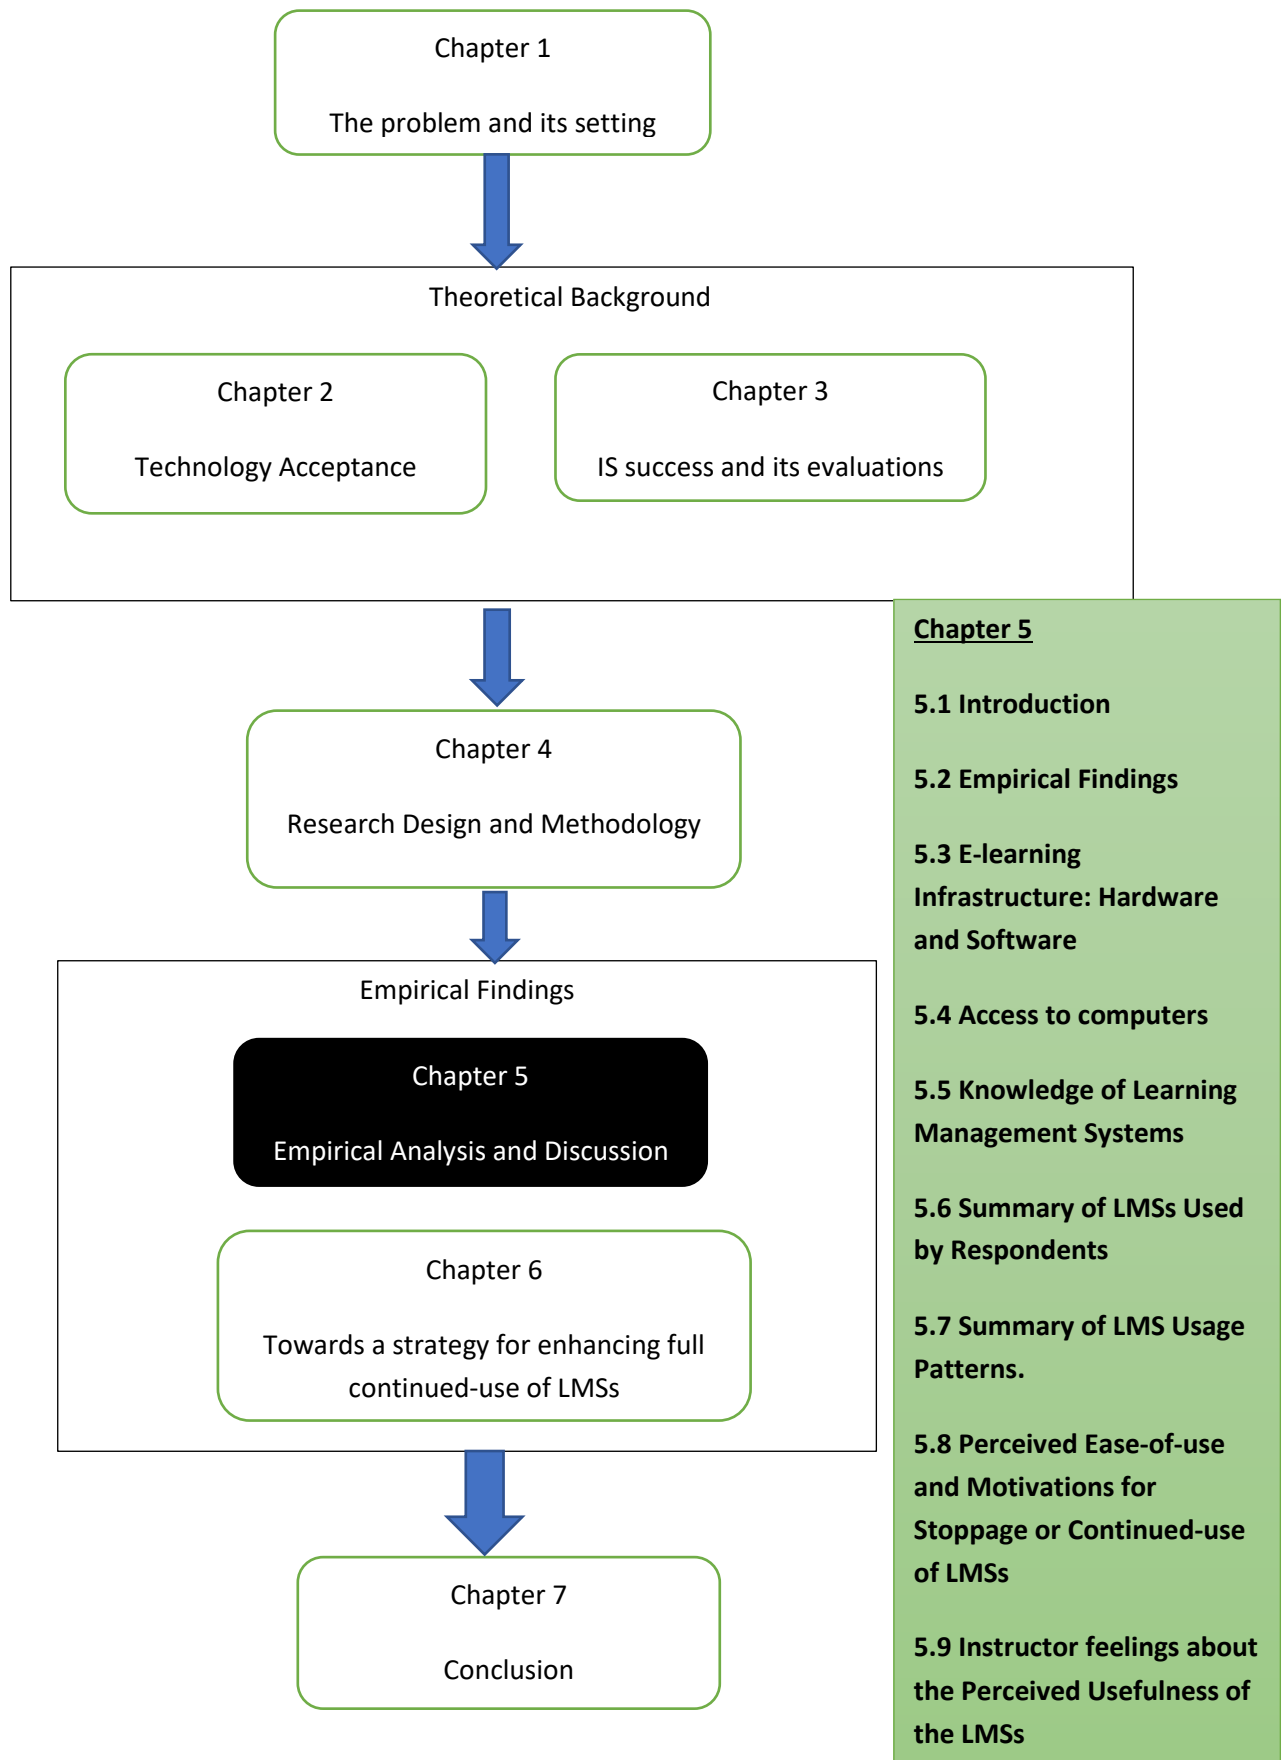 Chapter 1
The problem and its setting
Theoretical Background
Chapter 2
Technology Acceptance
Chapter 3
IS success and its evaluations
Chapter 4
Research Design and Methodology
Empirical Findings
Chapter 5
Empirical Analysis and Discussion
Chapter 6
Towards a strategy for enhancing full
continued-use of LMSs
Chapter 7
Conclusion
Chapter 5
5.1 Introduction
5.2 Empirical Findings
5.3 E-learning
Infrastructure: Hardware
and Software
5.4 Access to computers
5.5 Knowledge of Learning
Management Systems
5.6 Summary of LMSs Used
by Respondents
5.7 Summary of LMS Usage
Patterns.
5.8 Perceived Ease-of-use
and Motivations for
Stoppage or Continued-use
of LMSs
5.9 Instructor feelings about
the Perceived Usefulness of
the LMSs